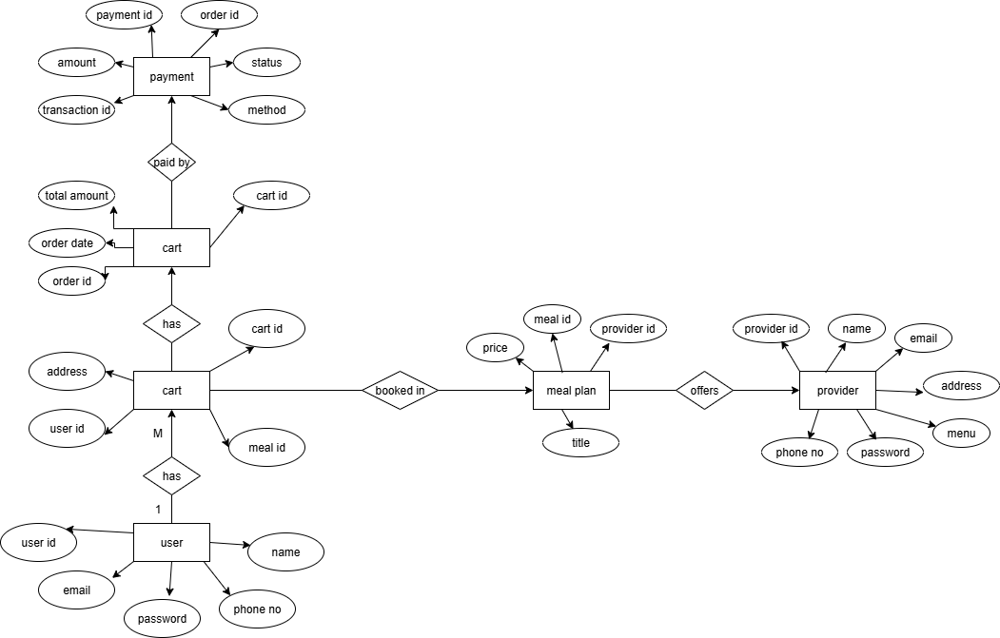 payment id
order id
amount
status
payment
transaction id
method
paid by
total amount
cart id
order date
cart
order id
has
cart id
address
cart
user id
meal id
booked in
meal id
provider id
price
meal plan
title
offers
provider id
name
email
provider
address
menu
phone no
password
M
has
1
user id
user
name
email
phone no
password